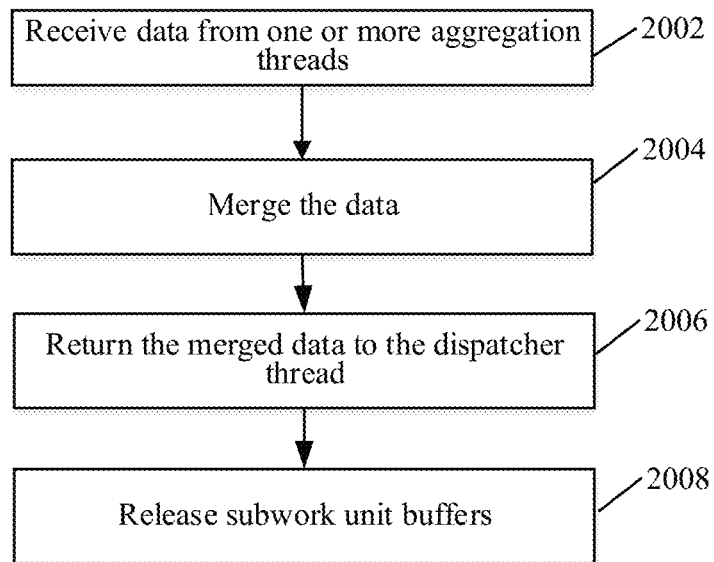 Receive data from one or more aggregation
threads
2002
Merge the data
2004
Return the merged data to the dispatcher
thread
2006
Release subwork unit buffers
2008